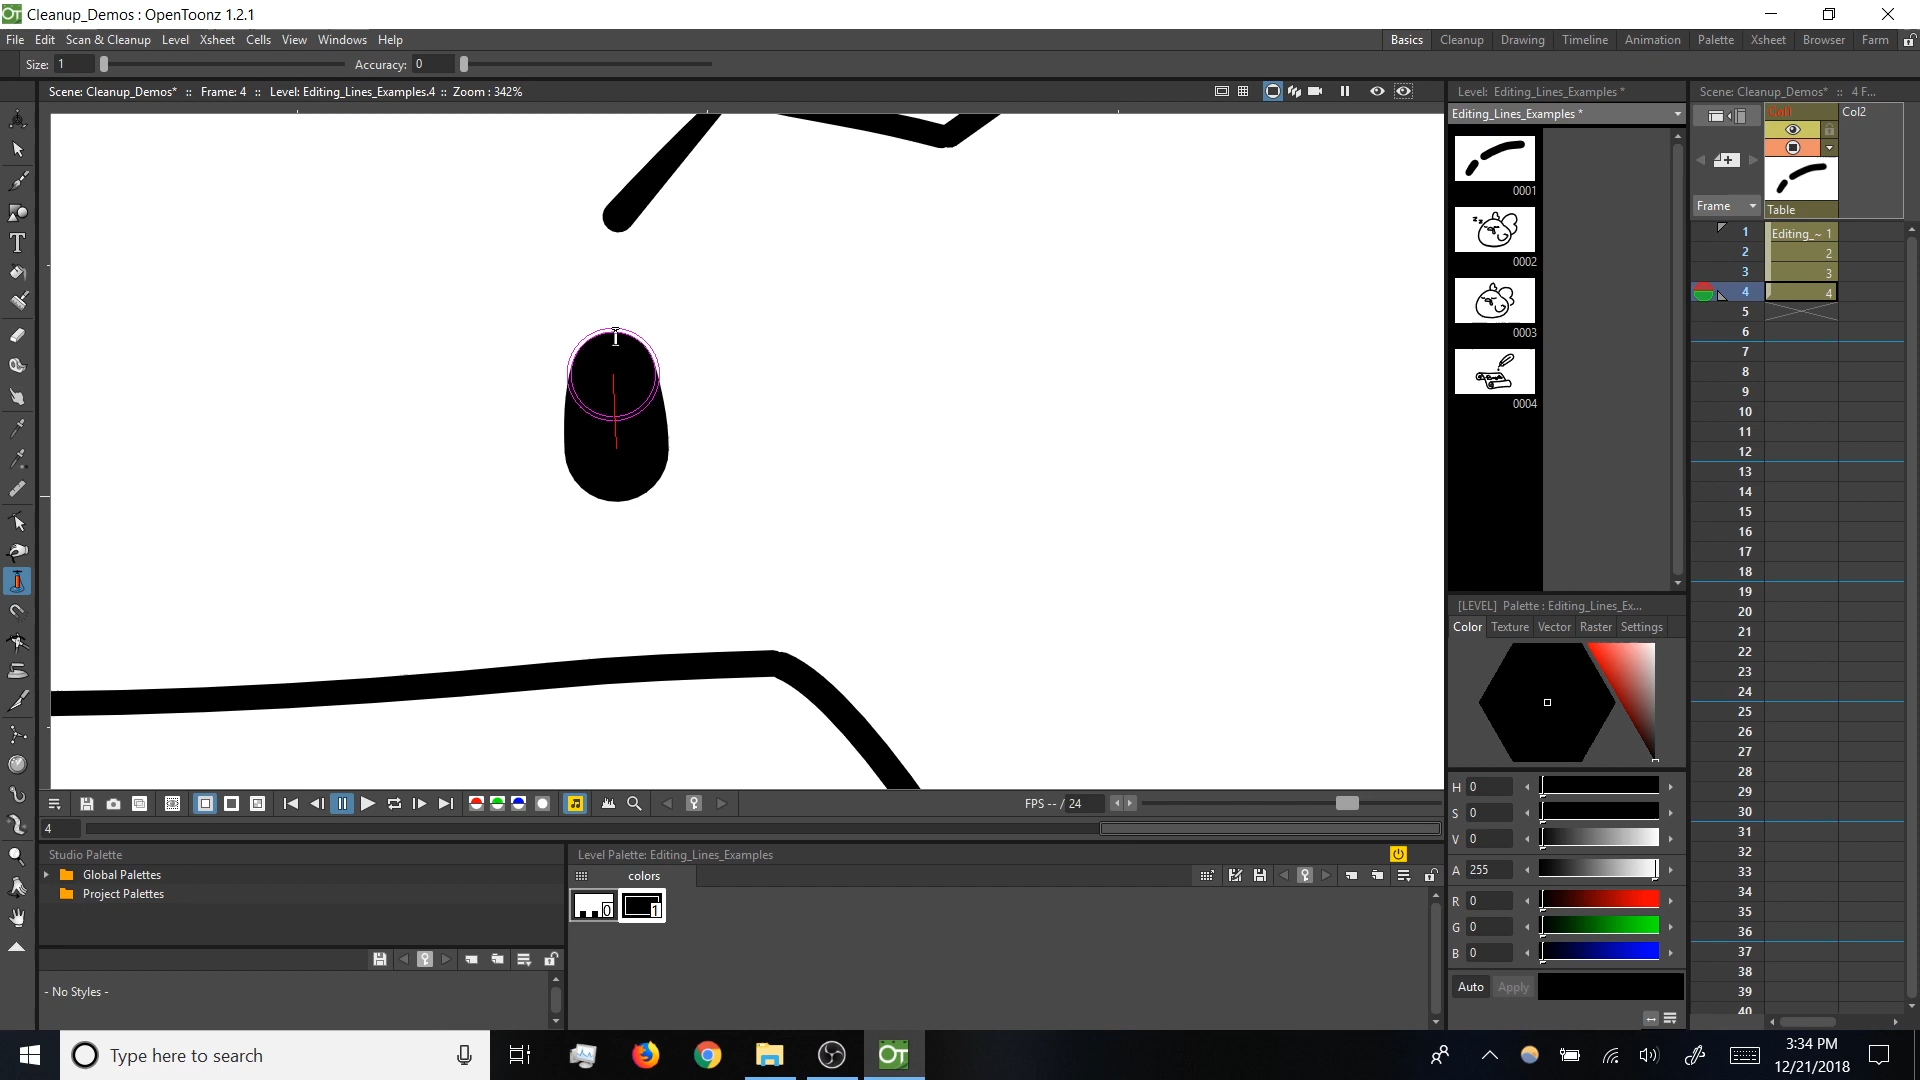 Cleanup_Demos : OpenToonz 1.2.1
File Edit Scan & Cleanup Level Xsheet Cells View Windows Help
Basics Cleanup Drawing Timeline Animation Palette Xsheet Browser Farm
Size: 1 Accuracy: 0
Scene: Cleanup_Demos* :: Frame: 4 :: Level: Editing_Lines_Examples.4 :: Zoom : 342%
Level: Editing_Lines_Examples *
Editing_Lines_Examples *
0001
0002
0003
0004
Scene: Cleanup_Demos* :: 4 F...
Col1 Col2
Frame
Table
1 Editing_~ 1
2 2
3 3
4 4
5
6
7
8
9
10
11
12
13
14
15
16
17
18
19
20
21
22
23
24
25
26
27
28
29
30
31
32
33
34
35
36
37
38
39
40
[LEVEL] Palette : Editing_Lines_Ex...
Color Texture Vector Raster Settings
H 0
S 0
V 0
A 255
R 0
G 0
B 0
Auto Apply
FPS -- / 24
4
Studio Palette
Global Palettes
Project Palettes
- No Styles -
Level Palette: Editing_Lines_Examples
colors
0 1
Type here to search
OT
3:34 PM
12/21/2018